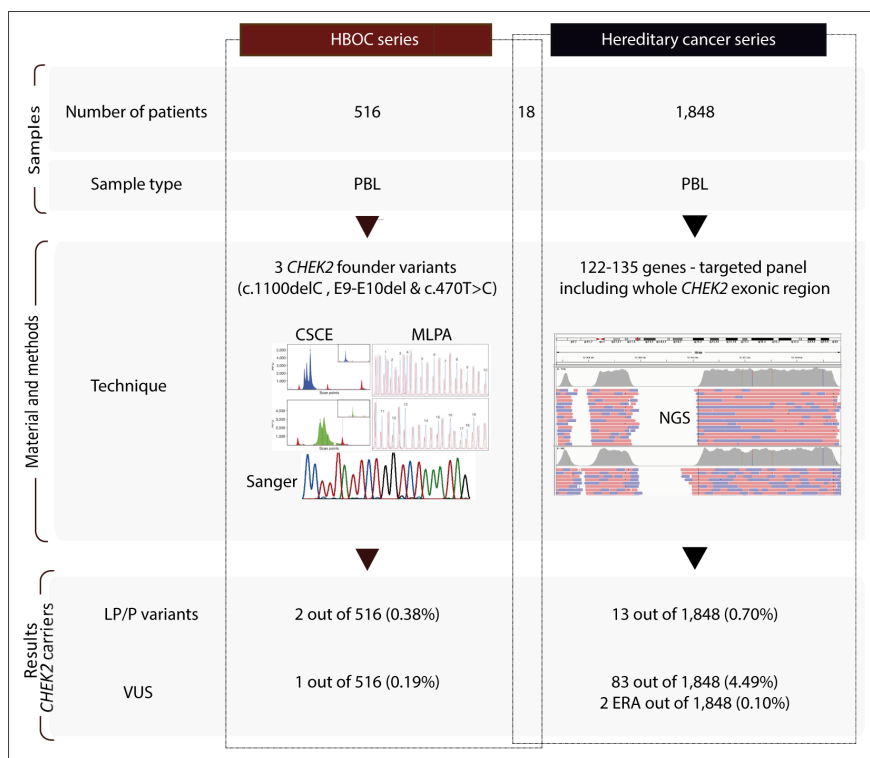 HBOC series
Hereditary cancer series
Samples
Number of patients
516
18
1,848
Sample type
PBL
PBL
Material and methods
Technique
3 CHEK2 founder variants
(c.1100delC , E9-E10del & c.470T>C)
122-135 genes - targeted panel
including whole CHEK2 exonic region
CSCE
MLPA
NGS
Sanger
Results
CHEK2 carriers
LP/P variants
2 out of 516 (0.38%)
13 out of 1,848 (0.70%)
VUS
1 out of 516 (0.19%)
83 out of 1,848 (4.49%)
2 ERA out of 1,848 (0.10%)